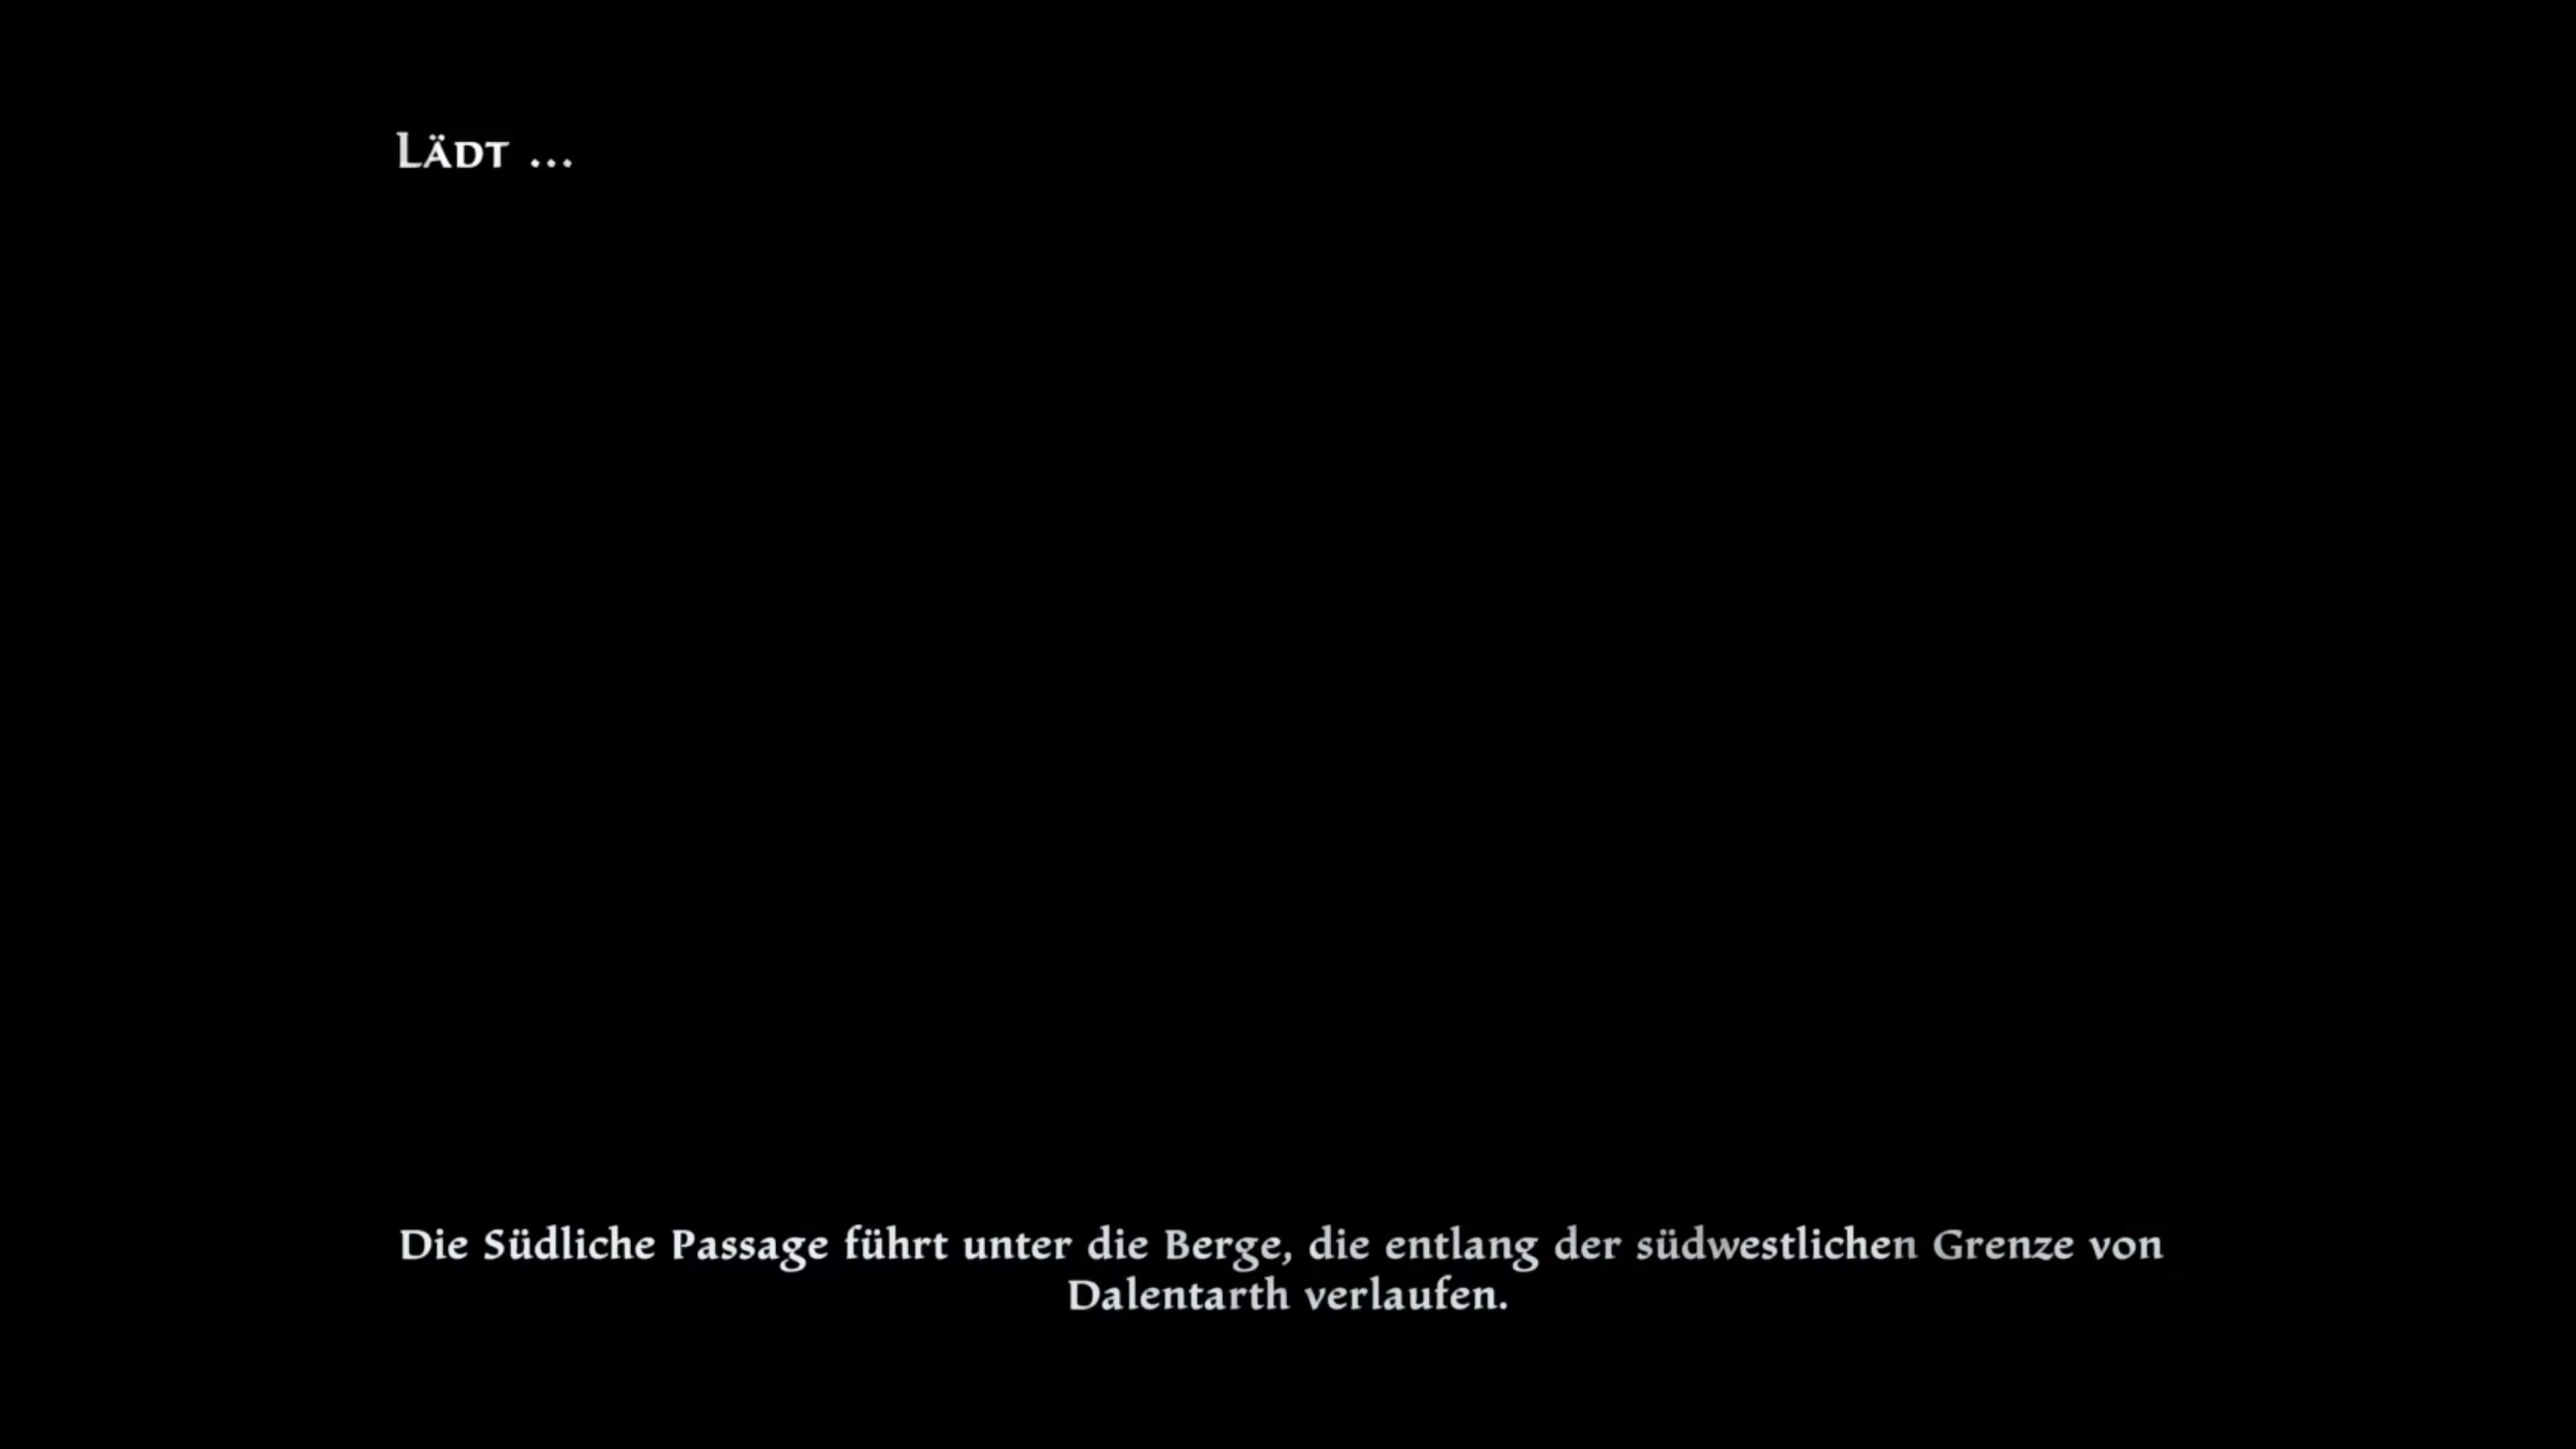 Lädt ...
Die Südliche Passage führt unter die Berge, die entlang der südwestlichen Grenze von
Dalentarth verlaufen.